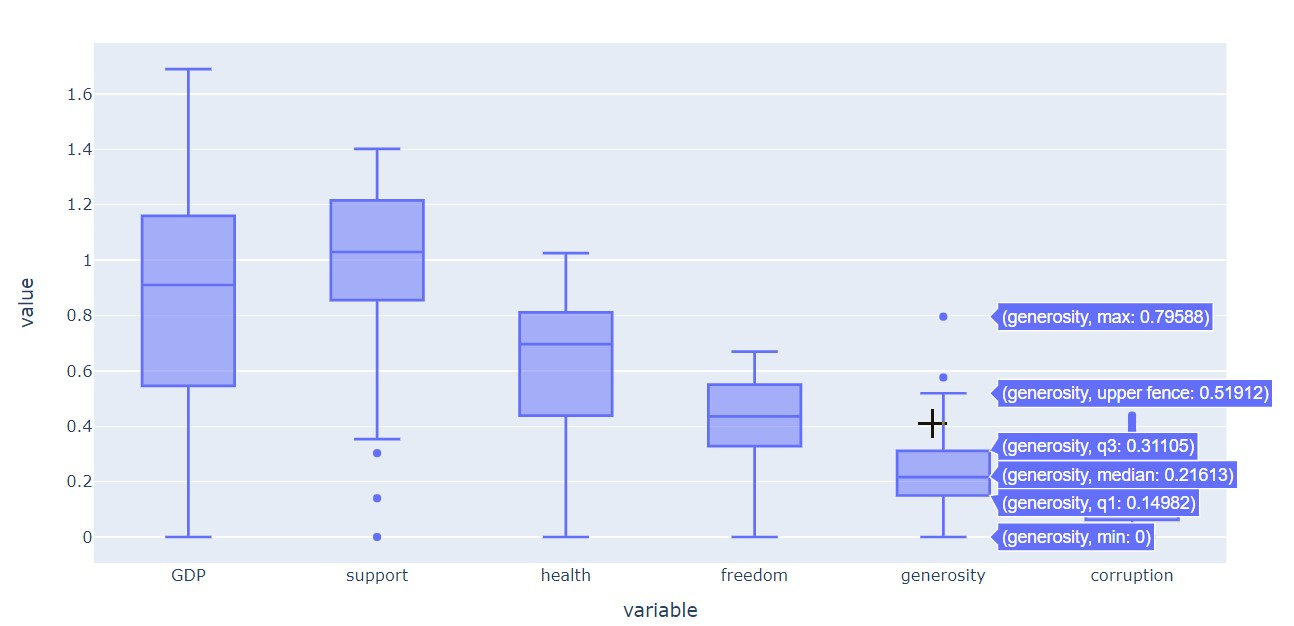 1.6
1.4
1.2
1
0.8
0.6
0.4
0.2
0
value
(generosity, max: 0.79588)
(generosity, upper fence: 0.51912)
(generosity, q3: 0.31105)
(generosity, median: 0.21613)
(generosity, q1: 0.14982)
(generosity, min: 0)
GDP support health freedom generosity corruption
variable